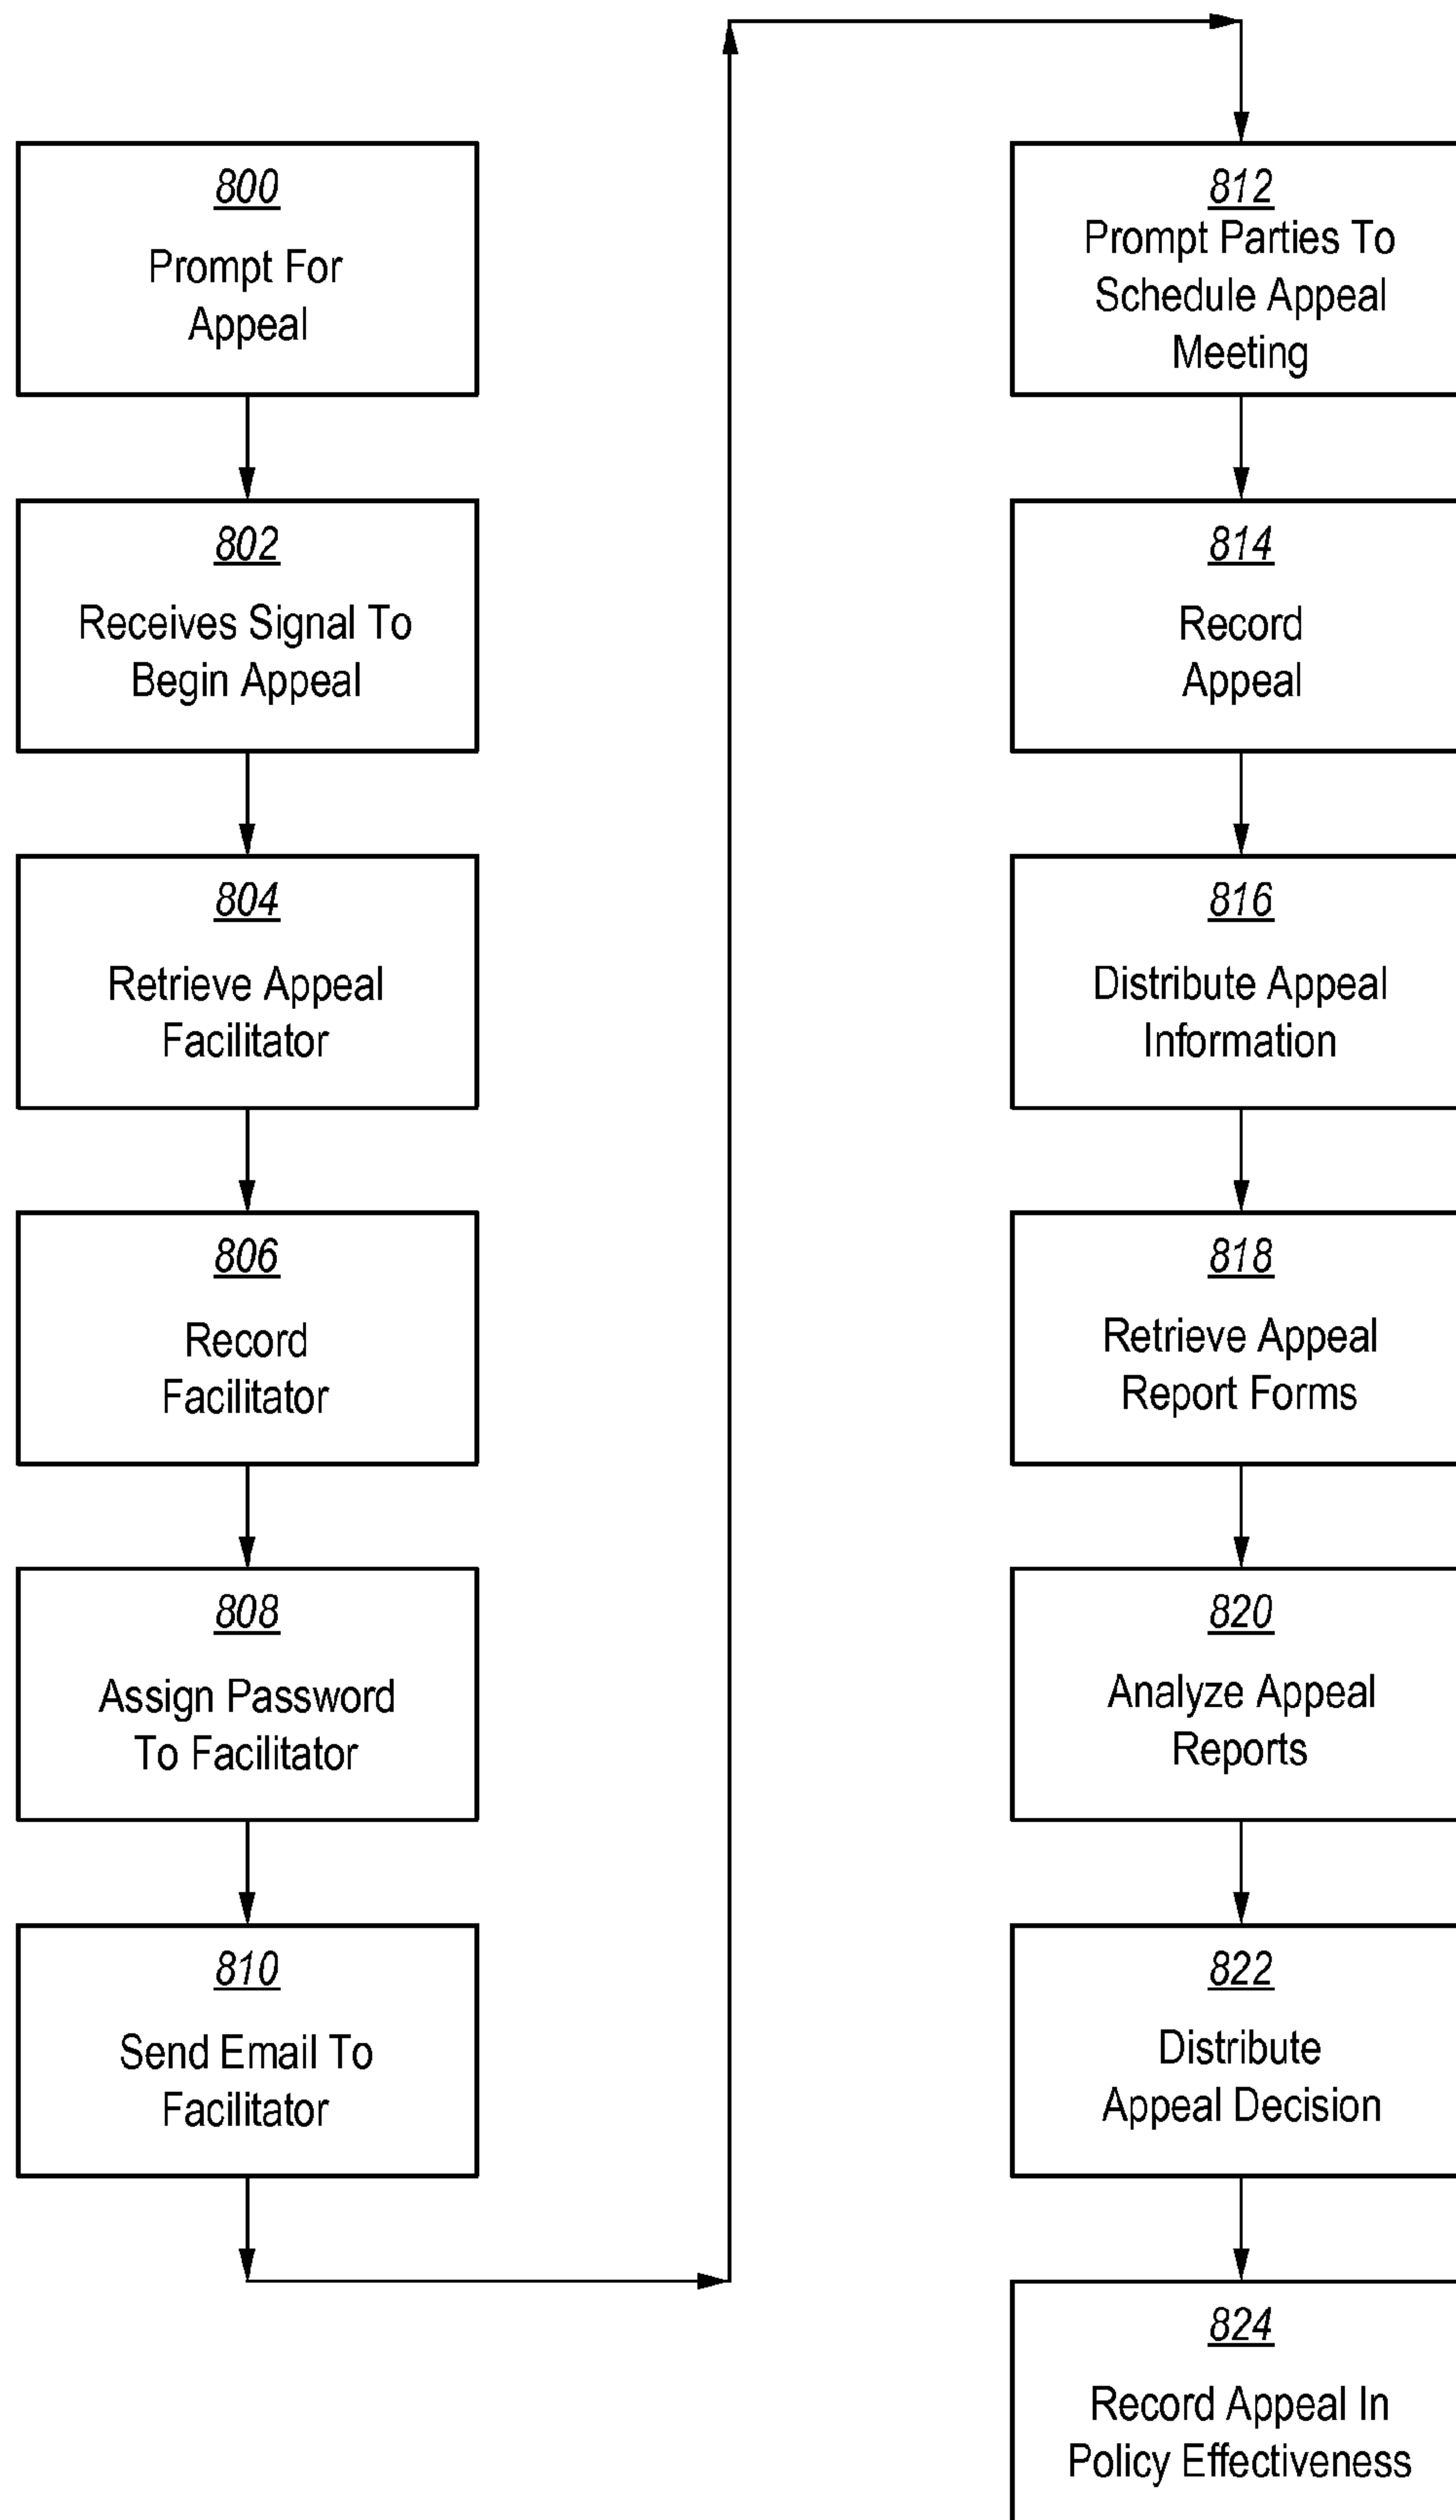 800
Prompt For
Appeal
802
Receives Signal To
Begin Appeal
804
Retrieve Appeal
Facilitator
806
Record
Facilitator
808
Assign Password
To Facilitator
810
Send Email To
Facilitator
812
Prompt Parties To
Schedule Appeal
Meeting
814
Record
Appeal
816
Distribute Appeal
Information
818
Retrieve Appeal
Report Forms
820
Analyze Appeal
Reports
822
Distribute
Appeal Decision
824
Record Appeal In
Policy Effectiveness